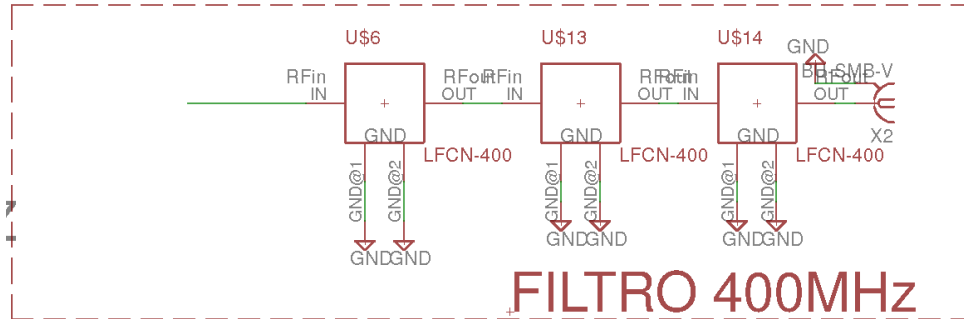 U$6 U$13 U$14 GND
RFin RFout RFin RFout RFin BU-SMB-V RFout
IN OUT IN OUT IN OUT
GND GND GND X2
LFCN-400 LFCN-400 LFCN-400
GND@1 GND@2 GND@1 GND@2 GND@1 GND@2
GND GND GND GND GND GND
FILTRO 400MHz